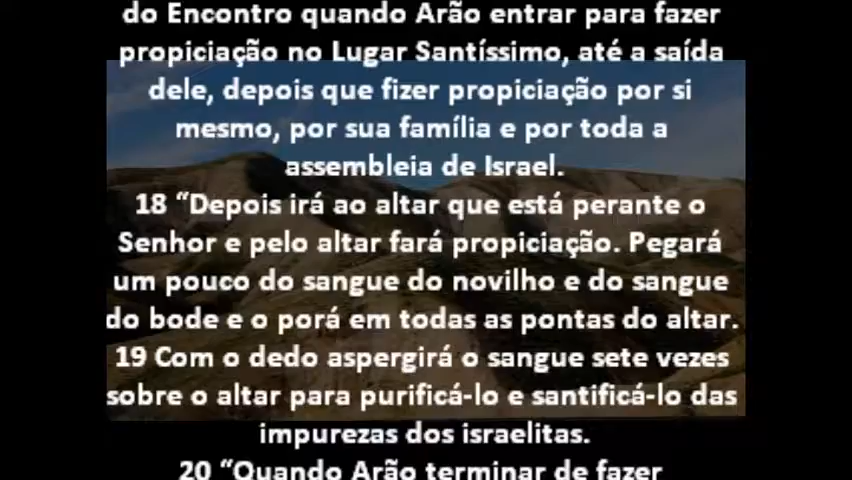 do Encontro quando Arão entrar para fazer
propiciação no Lugar Santíssimo, até a saída
dele, depois que fizer propiciação por si
mesmo, por sua família e por toda a
assembleia de Israel.
18 “Depois irá ao altar que está perante o
Senhor e pelo altar fará propiciação. Pegará
um pouco do sangue do novilho e do sangue
do bode e o porá em todas as pontas do altar.
19 Com o dedo aspergirá o sangue sete vezes
sobre o altar para purificá-lo e santificá-lo das
impurezas dos israelitas.
20 “Quando Arão terminar de fazer